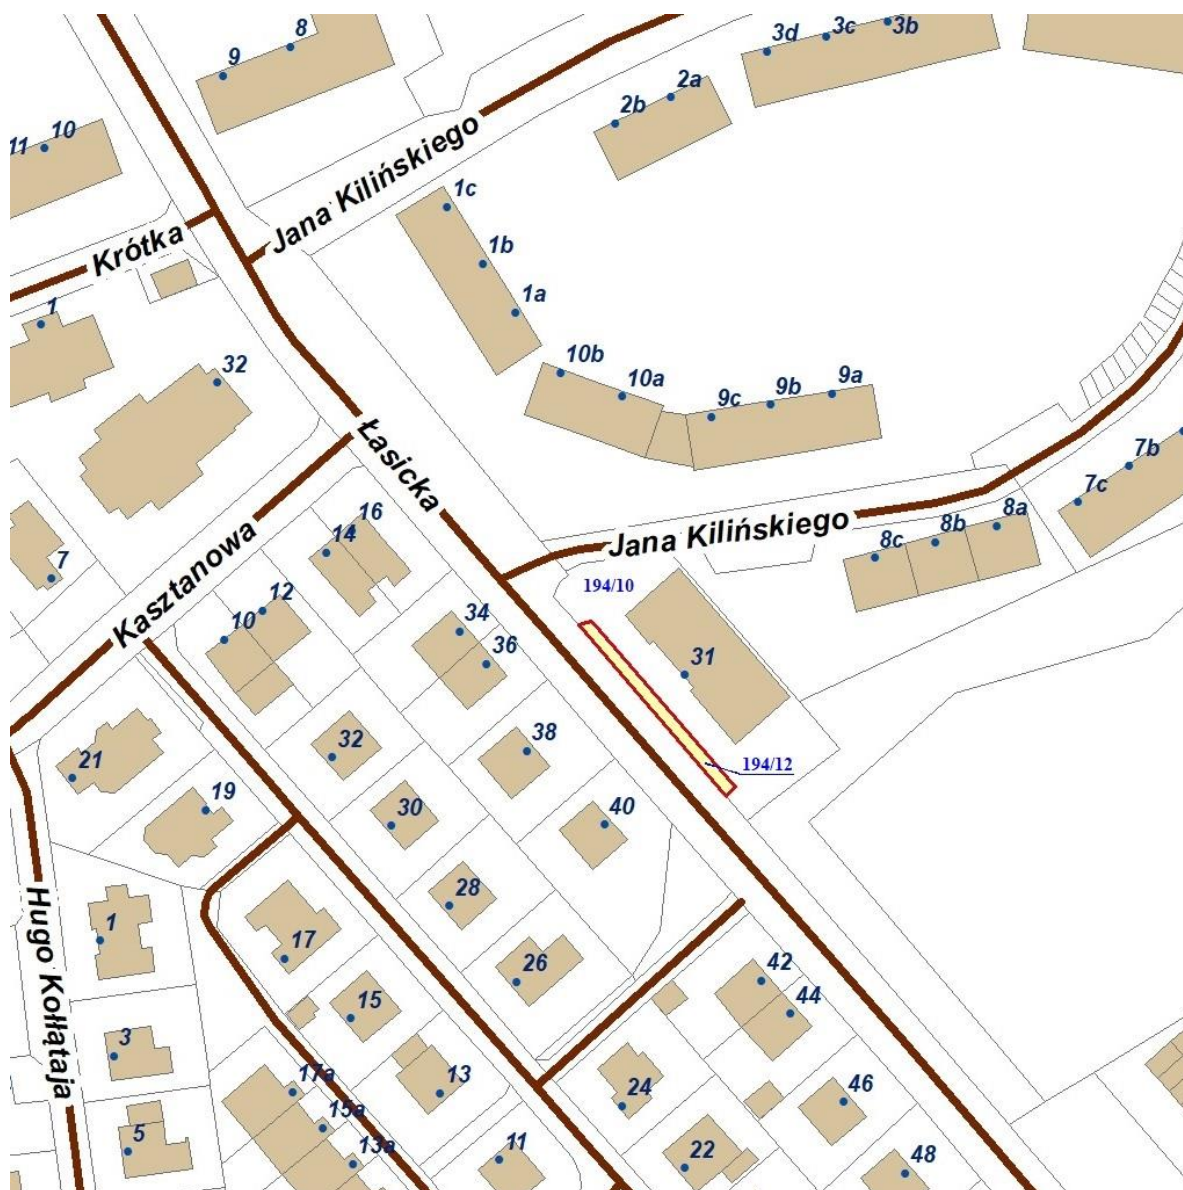 9
8
3d
3c
3b
2b
2a
11
10
Jana Kilińskiego
1c
1b
1a
Krótka
1
32
10b
10a
9c
9b
9a
Łasicka
7c
7b
Jana Kilińskiego
8c
8b
8a
16
14
7
Kasztanowa
12
10
194/10
34
36
31
32
38
194/12
21
19
30
40
28
1
17
26
42
44
15
Hugo Kołłątaja
3
17a
13
24
46
15a
5
13a
11
22
48